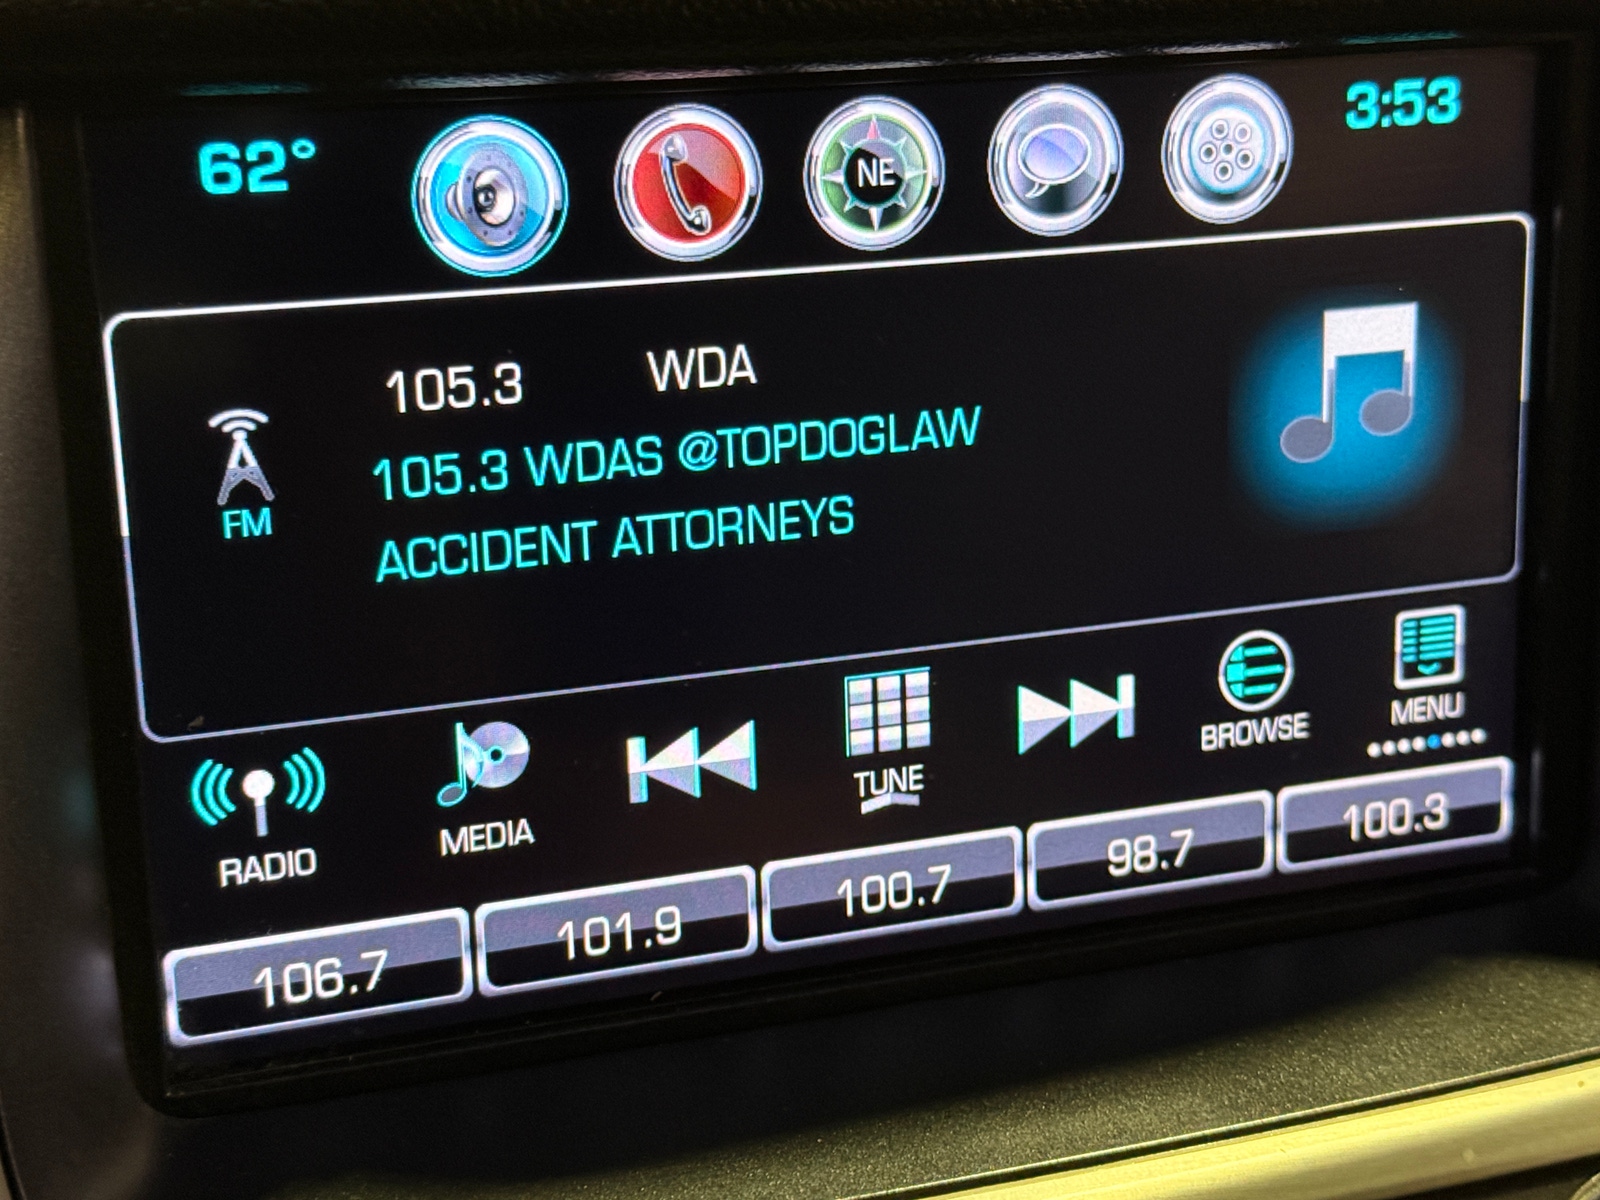 62°
NE
3:53
105.3 WDA
105.3 WDAS @TOPDOGLAW
ACCIDENT ATTORNEYS
FM
RADIO
MEDIA
TUNE
BROWSE
MENU
106.7
101.9
100.7
98.7
100.3